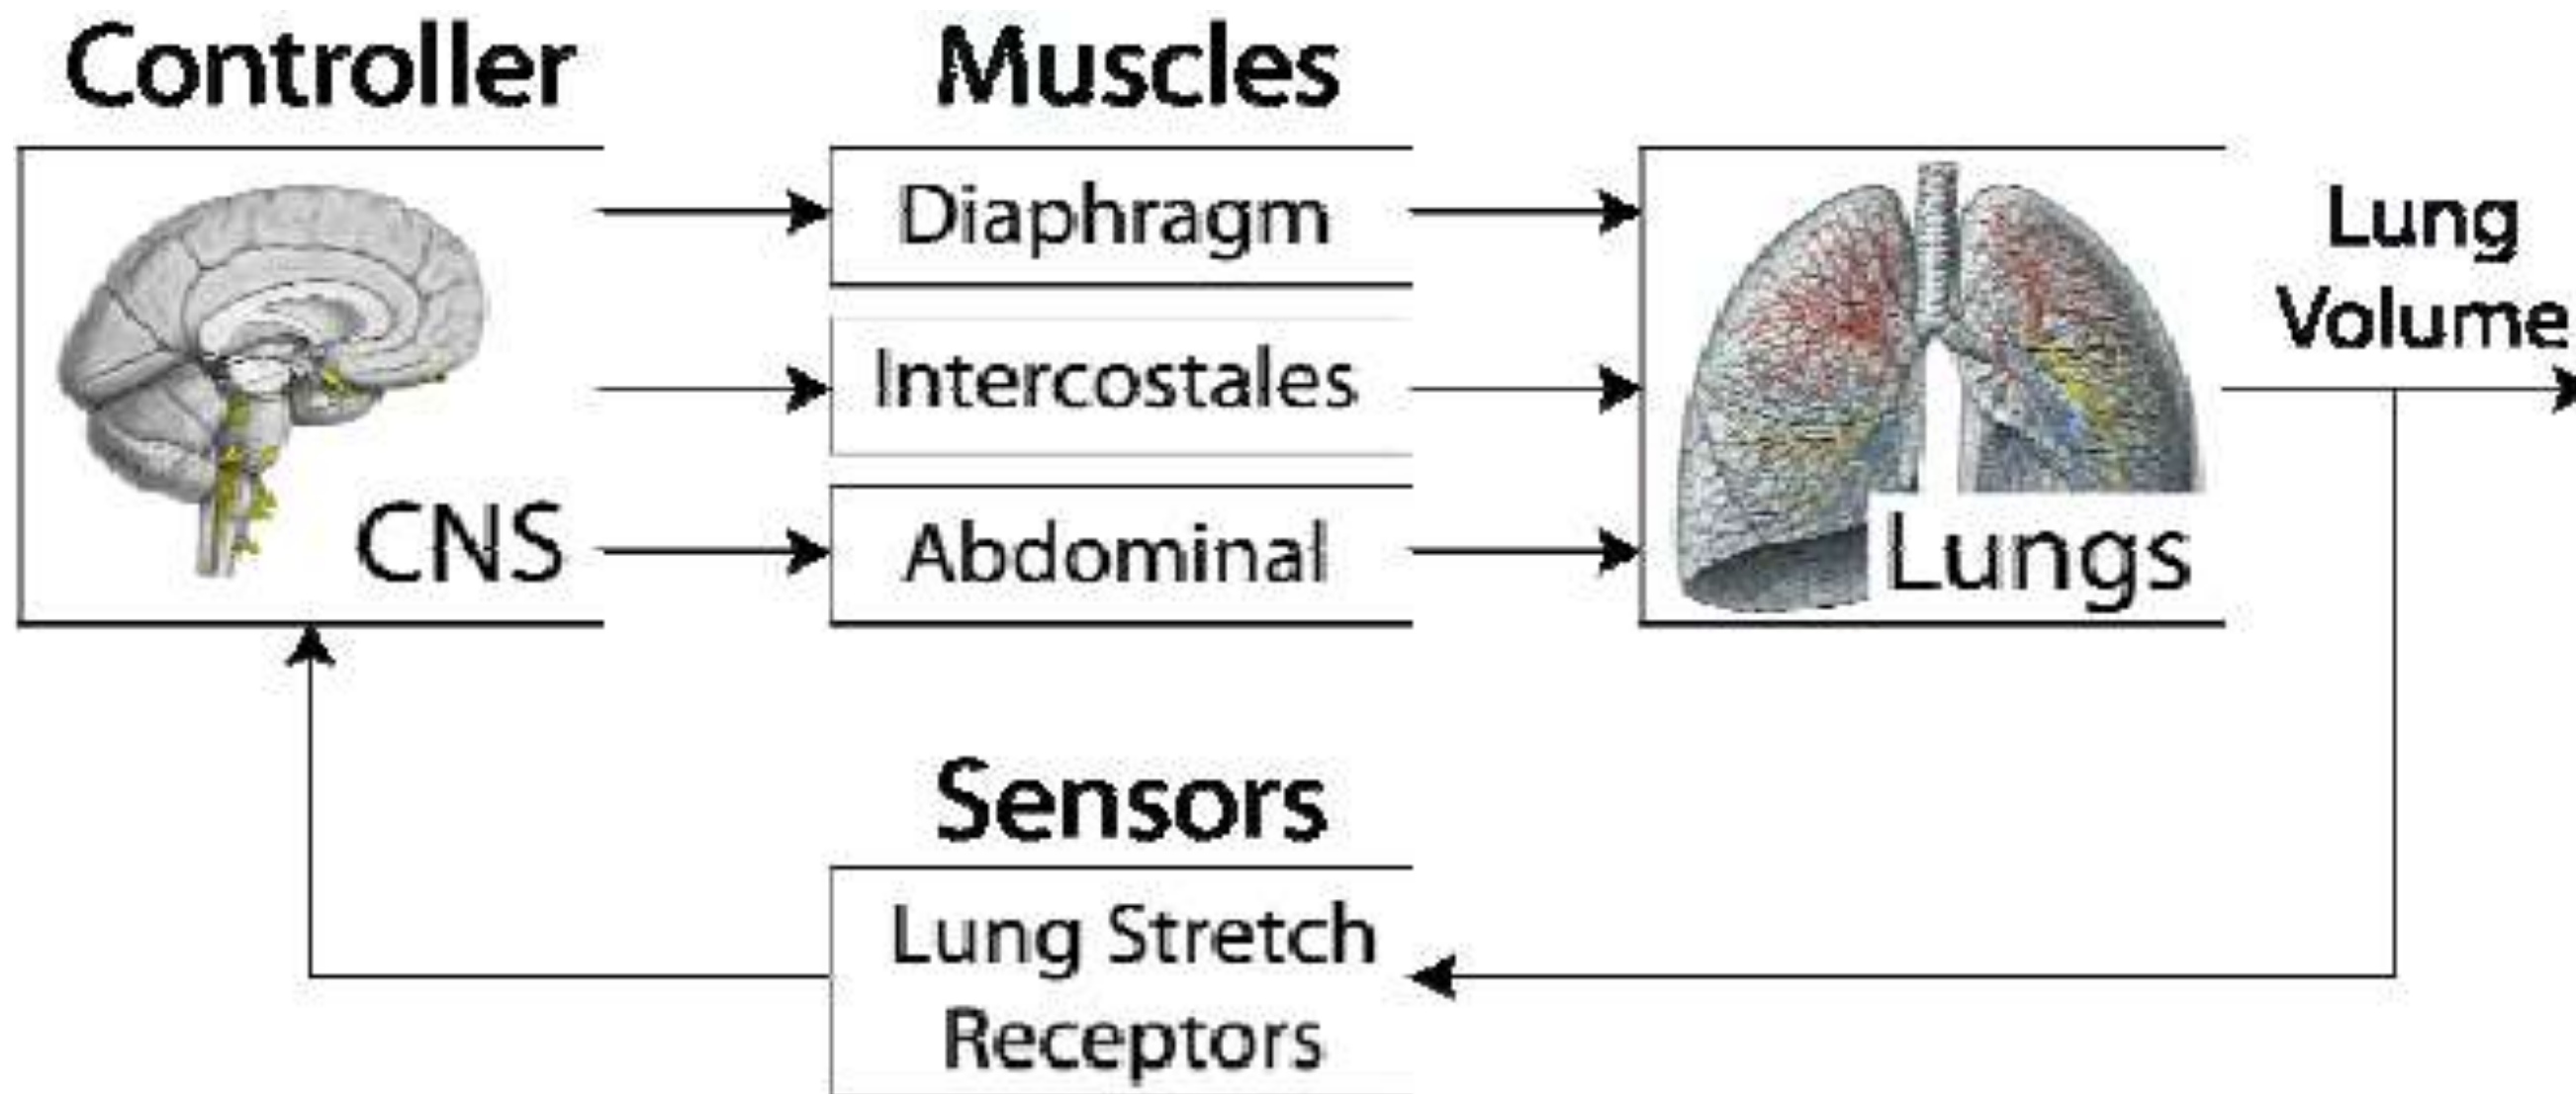 Controller
Muscles
Diaphragm
Intercostales
Abdominal
CNS
Lungs
Lung
Volume
Sensors
Lung Stretch
Receptors